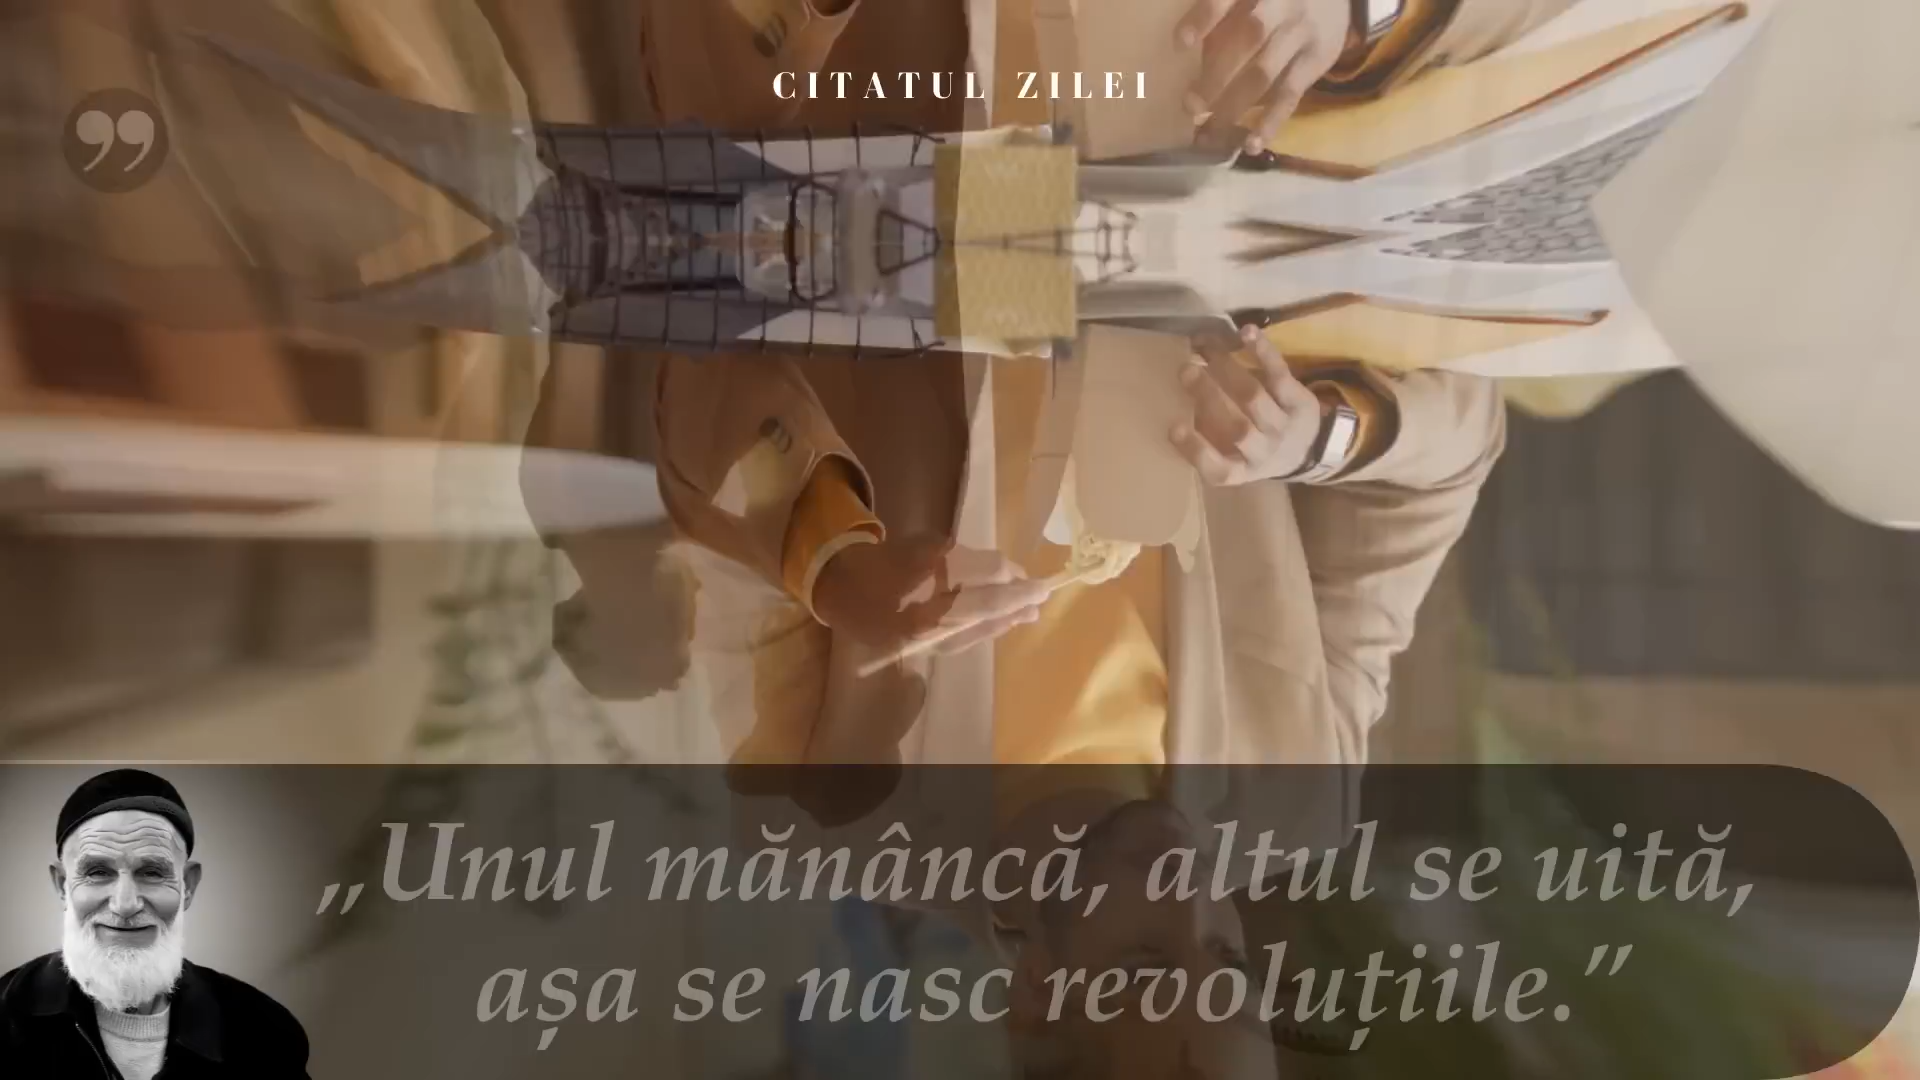 CITATUL ZILEI
„Unul mănâncă, altul se uită,
așa se nasc revoluțiile.”